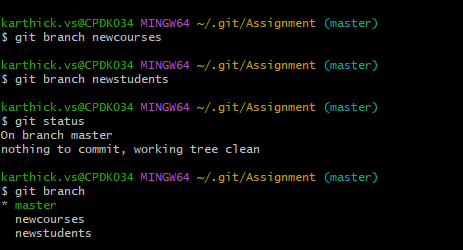 karthick.vs@CPDK034 MINGW64 ~/.git/Assignment (master)
$ git branch newcourses
karthick.vs@CPDK034 MINGW64 ~/.git/Assignment (master)
$ git branch newstudents
karthick.vs@CPDK034 MINGW64 ~/.git/Assignment (master)
$ git status
On branch master
nothing to commit, working tree clean
karthick.vs@CPDK034 MINGW64 ~/.git/Assignment (master)
$ git branch
* master
newcourses
newstudents